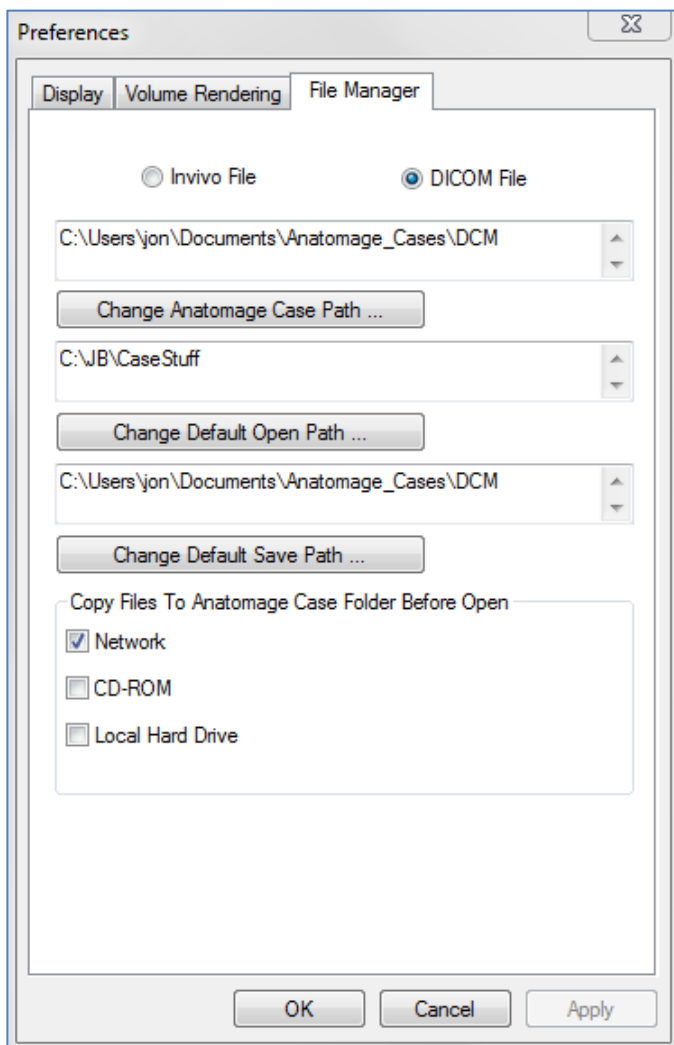 Preferences
Display Volume Rendering File Manager
Invivo File DICOM File
C:\Users\jon\Documents\Anatomage_Cases\DCM
Change Anatomage Case Path ...
C:\JB\CaseStuff
Change Default Open Path ...
C:\Users\jon\Documents\Anatomage_Cases\DCM
Change Default Save Path ...
Copy Files To Anatomage Case Folder Before Open
Network
CD-ROM
Local Hard Drive
OK Cancel Apply